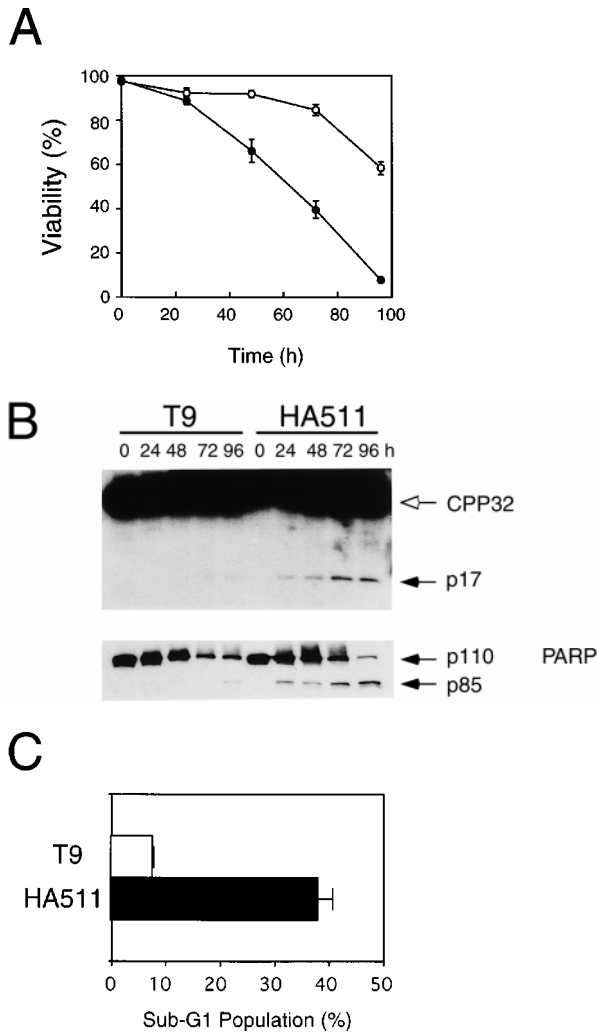 A
100
80
60
40
20
0
Viability (%)
0 20 40 60 80 100
Time (h)
B
T9 HA511
0 24 48 72 96 0 24 48 72 96 h
CPP32
p17
p110 PARP
p85
C
T9
HA511
0 10 20 30 40 50
Sub-G1 Population (%)